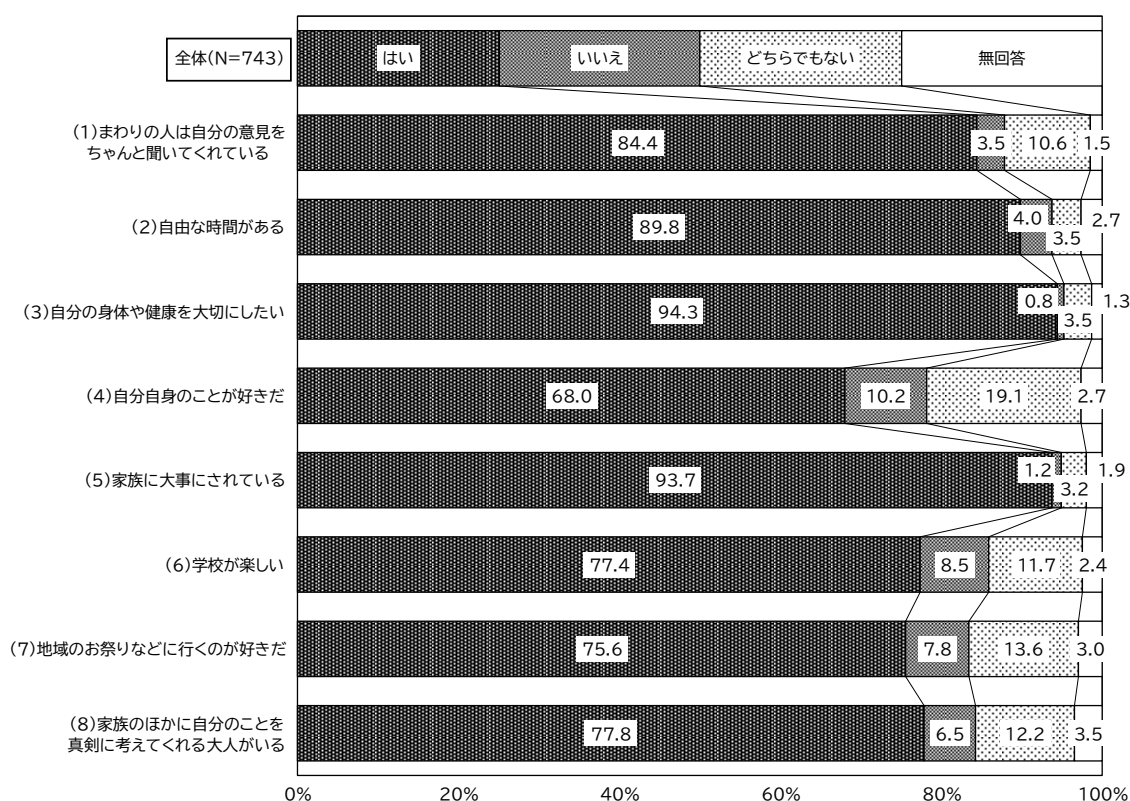 全体(N=743)
はい
いいえ
どちらでもない
無回答
(1)まわりの人は自分の意見を
ちゃんと聞いてくれている
84.4
3.5
10.6
1.5
(2)自由な時間がある
89.8
4.0
3.5
2.7
(3)自分の身体や健康を大切にしたい
94.3
0.8
3.5
1.3
(4)自分自身のことが好きだ
68.0
10.2
19.1
2.7
(5)家族に大事にされている
93.7
1.2
3.2
1.9
(6)学校が楽しい
77.4
8.5
11.7
2.4
(7)地域のお祭りなどに行くのが好きだ
75.6
7.8
13.6
3.0
(8)家族のほかに自分のことを
真剣に考えてくれる大人がいる
77.8
6.5
12.2
3.5
0%
20%
40%
60%
80%
100%